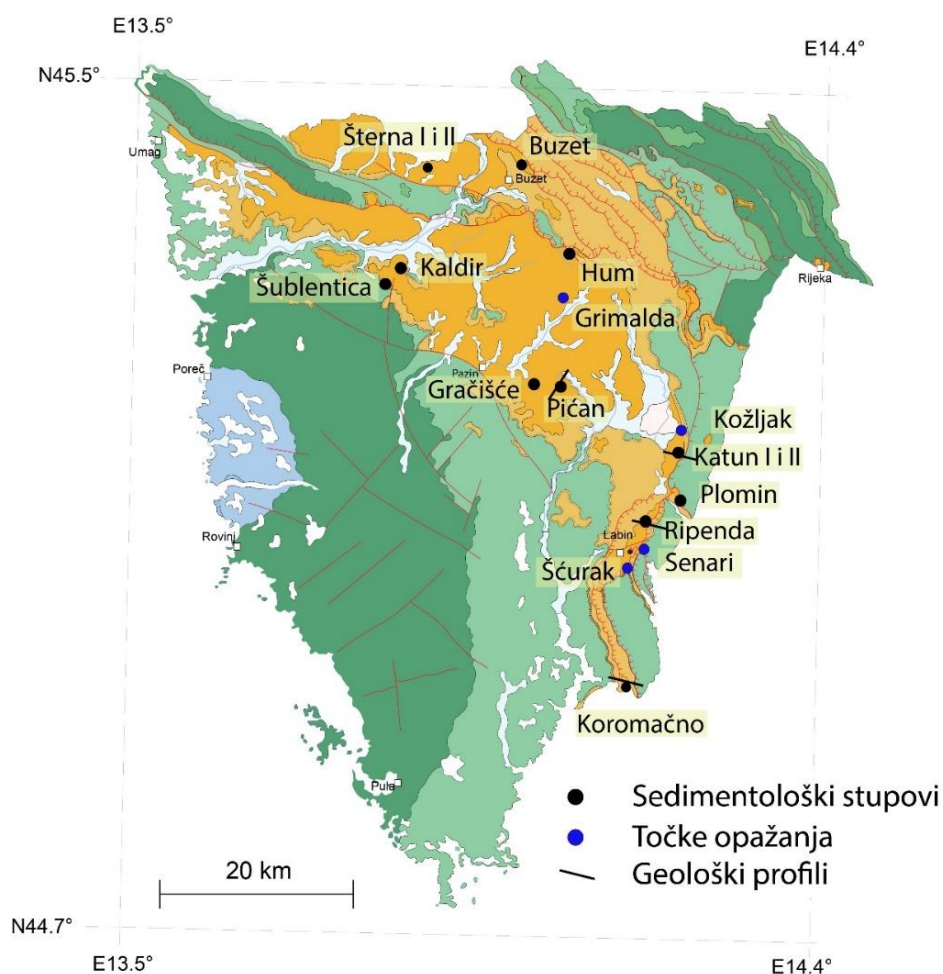 E13.5°
E14.4°
N45.5°
Umag
Šterna I i II
Buzet
Buzet
Kaldir
Hum
Rijeka
Šublentica
Grimalda
Poreč
Pazin
Gračišće
Pićan
Kožljak
Katun I i II
Plomin
Rovinj
Labin
Ripenda
Šćurak
Senari
Koromačno
Pula
Sedimentološki stupovi
Točke opažanja
Geološki profili
20 km
N44.7°
E13.5°
E14.4°